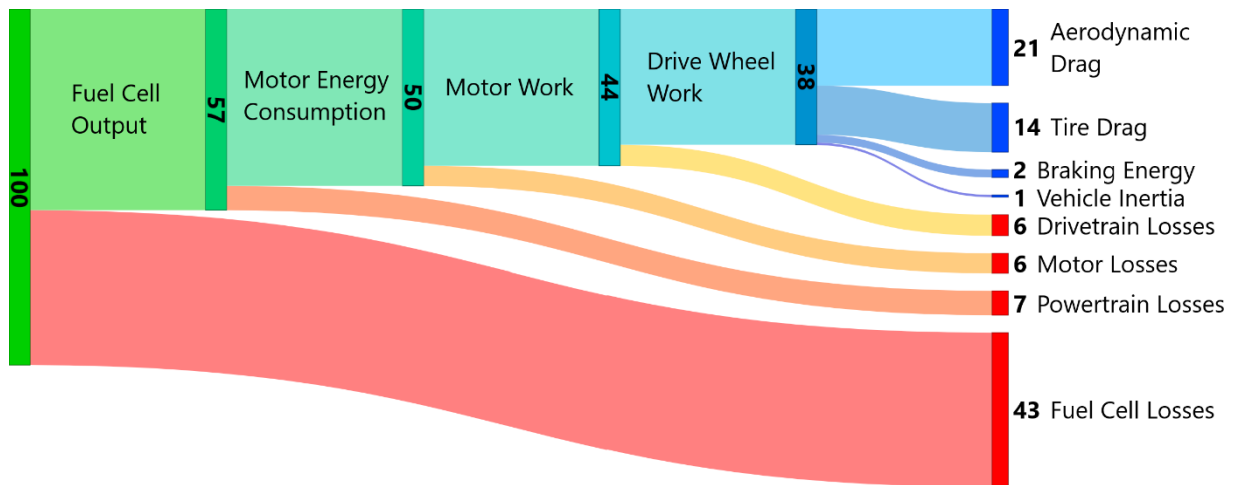 100
Fuel Cell
Output
57
Motor Energy
Consumption
50
Motor Work
44
Drive Wheel
Work
38
21 Aerodynamic
Drag
14 Tire Drag
2 Braking Energy
1 Vehicle Inertia
6 Drivetrain Losses
6 Motor Losses
7 Powertrain Losses
43 Fuel Cell Losses